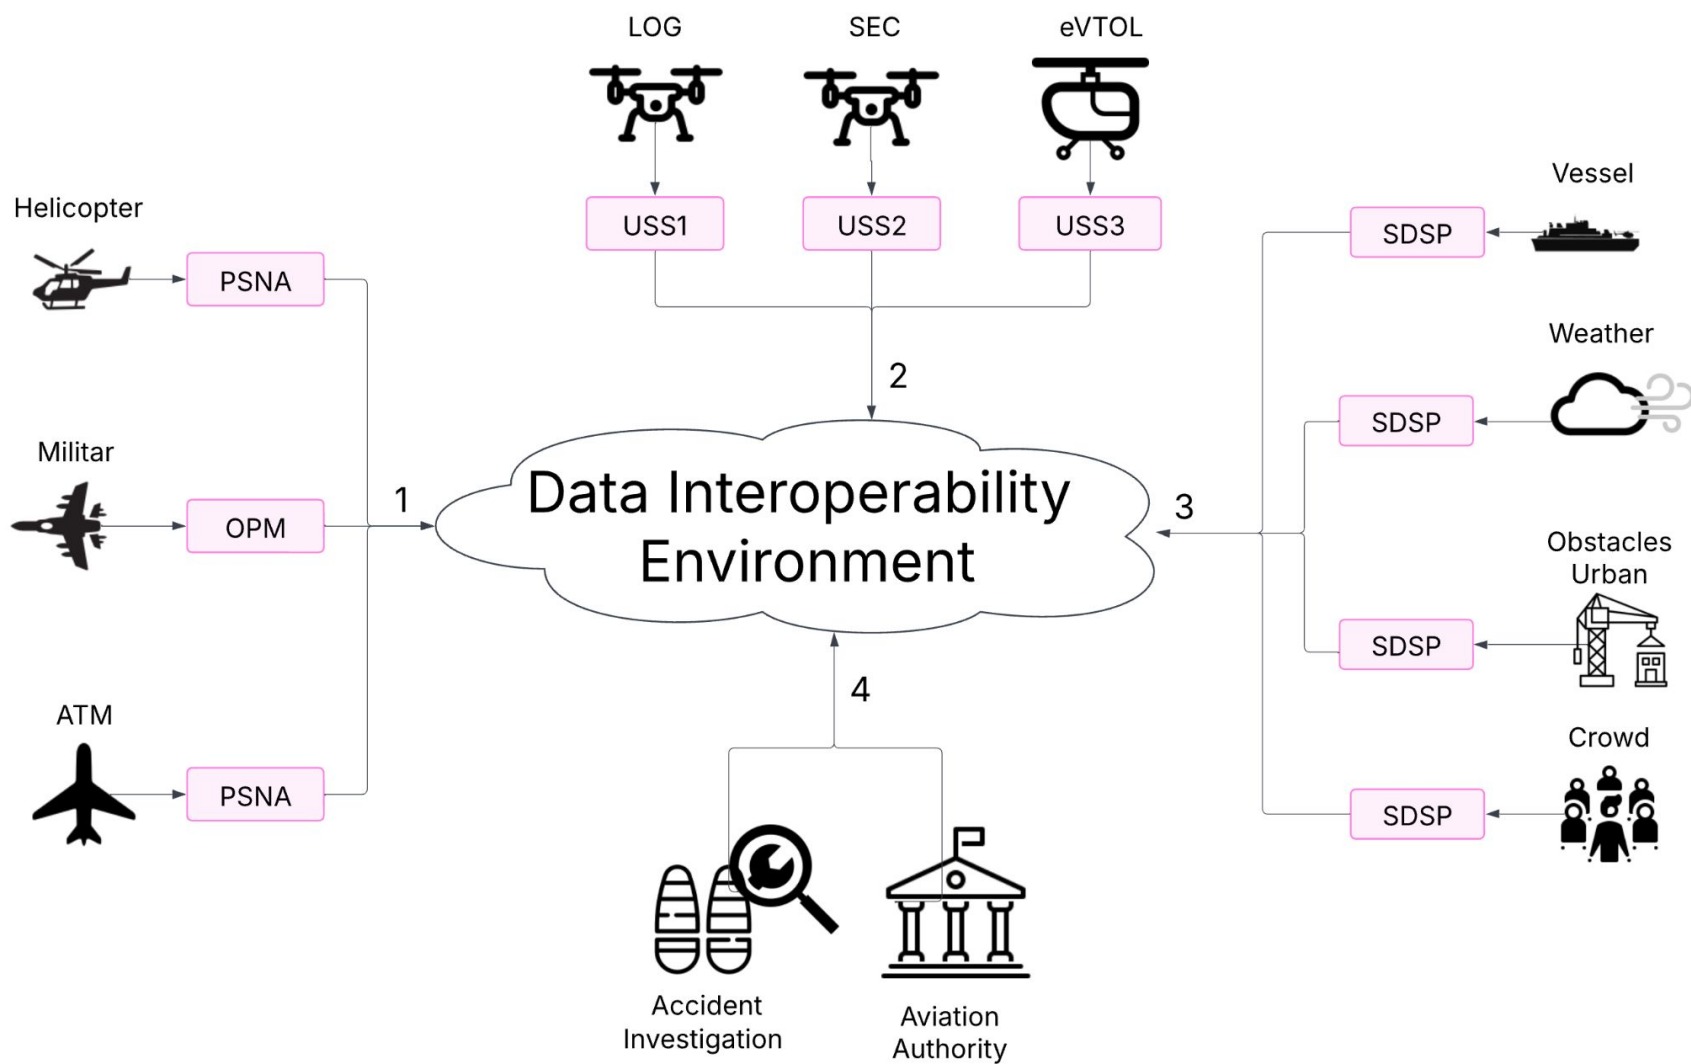 LOG
SEC
eVTOL
USS1
USS2
USS3
Helicopter
PSNA
Militar
OPM
ATM
PSNA
1
2
Data Interoperability
Environment
3
4
Vessel
SDSP
Weather
SDSP
Obstacles
Urban
SDSP
Crowd
SDSP
Accident
Investigation
Aviation
Authority